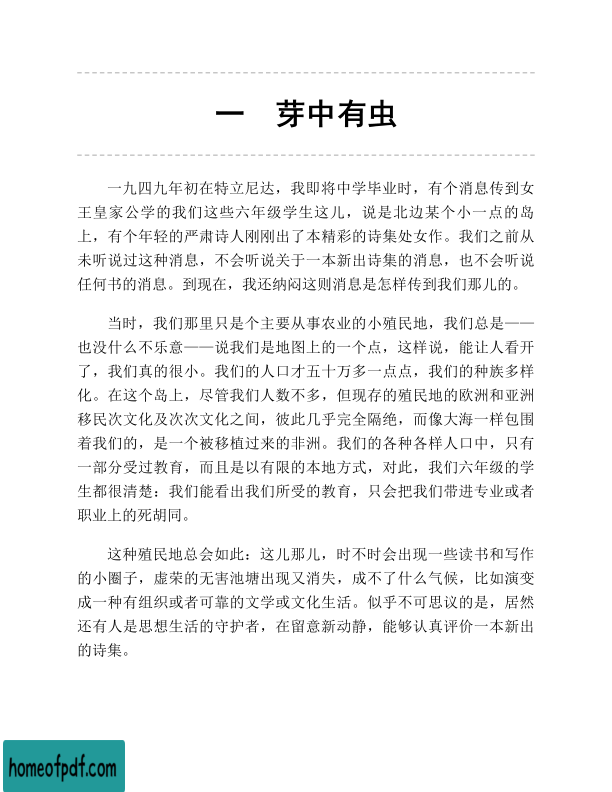 一　芽中有虫
一九四九年初在特立尼达，我即将中学毕业时，有个消息传到女
王皇家公学的我们这些六年级学生这儿，说是北边某个小一点的岛
上，有个年轻的严肃诗人刚刚出了本精彩的诗集处女作。我们之前从
未听说过这种消息，不会听说关于一本新出诗集的消息，也不会听说
任何书的消息。到现在，我还纳闷这则消息是怎样传到我们那儿的。
当时，我们那里只是个主要从事农业的小殖民地，我们总是——
也没什么不乐意——说我们是地图上的一个点，这样说，能让人看开
了，我们真的很小。我们的人口才五十万多一点点，我们的种族多样
化。在这个岛上，尽管我们人数不多，但现存的殖民地的欧洲和亚洲
移民次文化及次次文化之间，彼此几乎完全隔绝，而像大海一样包围
着我们的，是一个被移植过来的非洲。我们的各种各样人口中，只有
一部分受过教育，而且是以有限的本地方式，对此，我们六年级的学
生都很清楚：我们能看出我们所受的教育，只会把我们带进专业或者
职业上的死胡同。
这种殖民地总会如此：这儿那儿，时不时会出现一些读书和写作
的小圈子，虚荣的无害池塘出现又消失，成不了什么气候，比如演变
成一种有组织或者可靠的文学或文化生活。似乎不可思议的是，居然
还有人是思想生活的守护者，在留意新动静，能够认真评价一本新出
的诗集。
homeofpdf.com